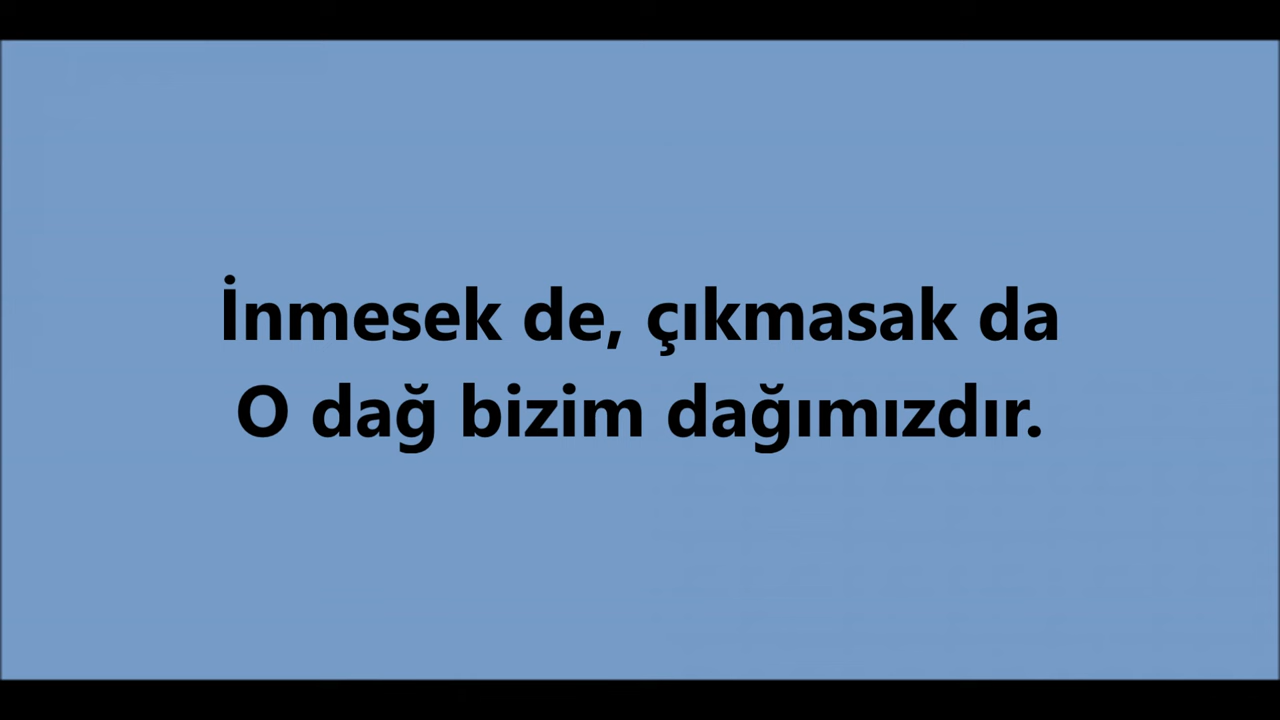 İnmesek de, çıkmasak da
O dağ bizim dağımızdır.